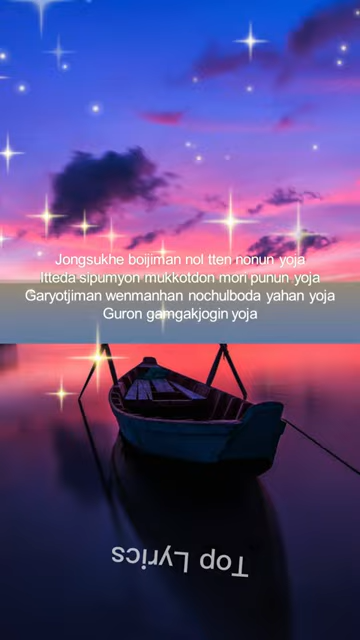 Jongsukhe boijiman nol tten nonun yoja
Itteda sipumyon mukkotdon mori punun yoja
Garyotjiman wenmanhan nochulboda yahan yoja
Guron gamgakjogin yoja
Top Lyrics